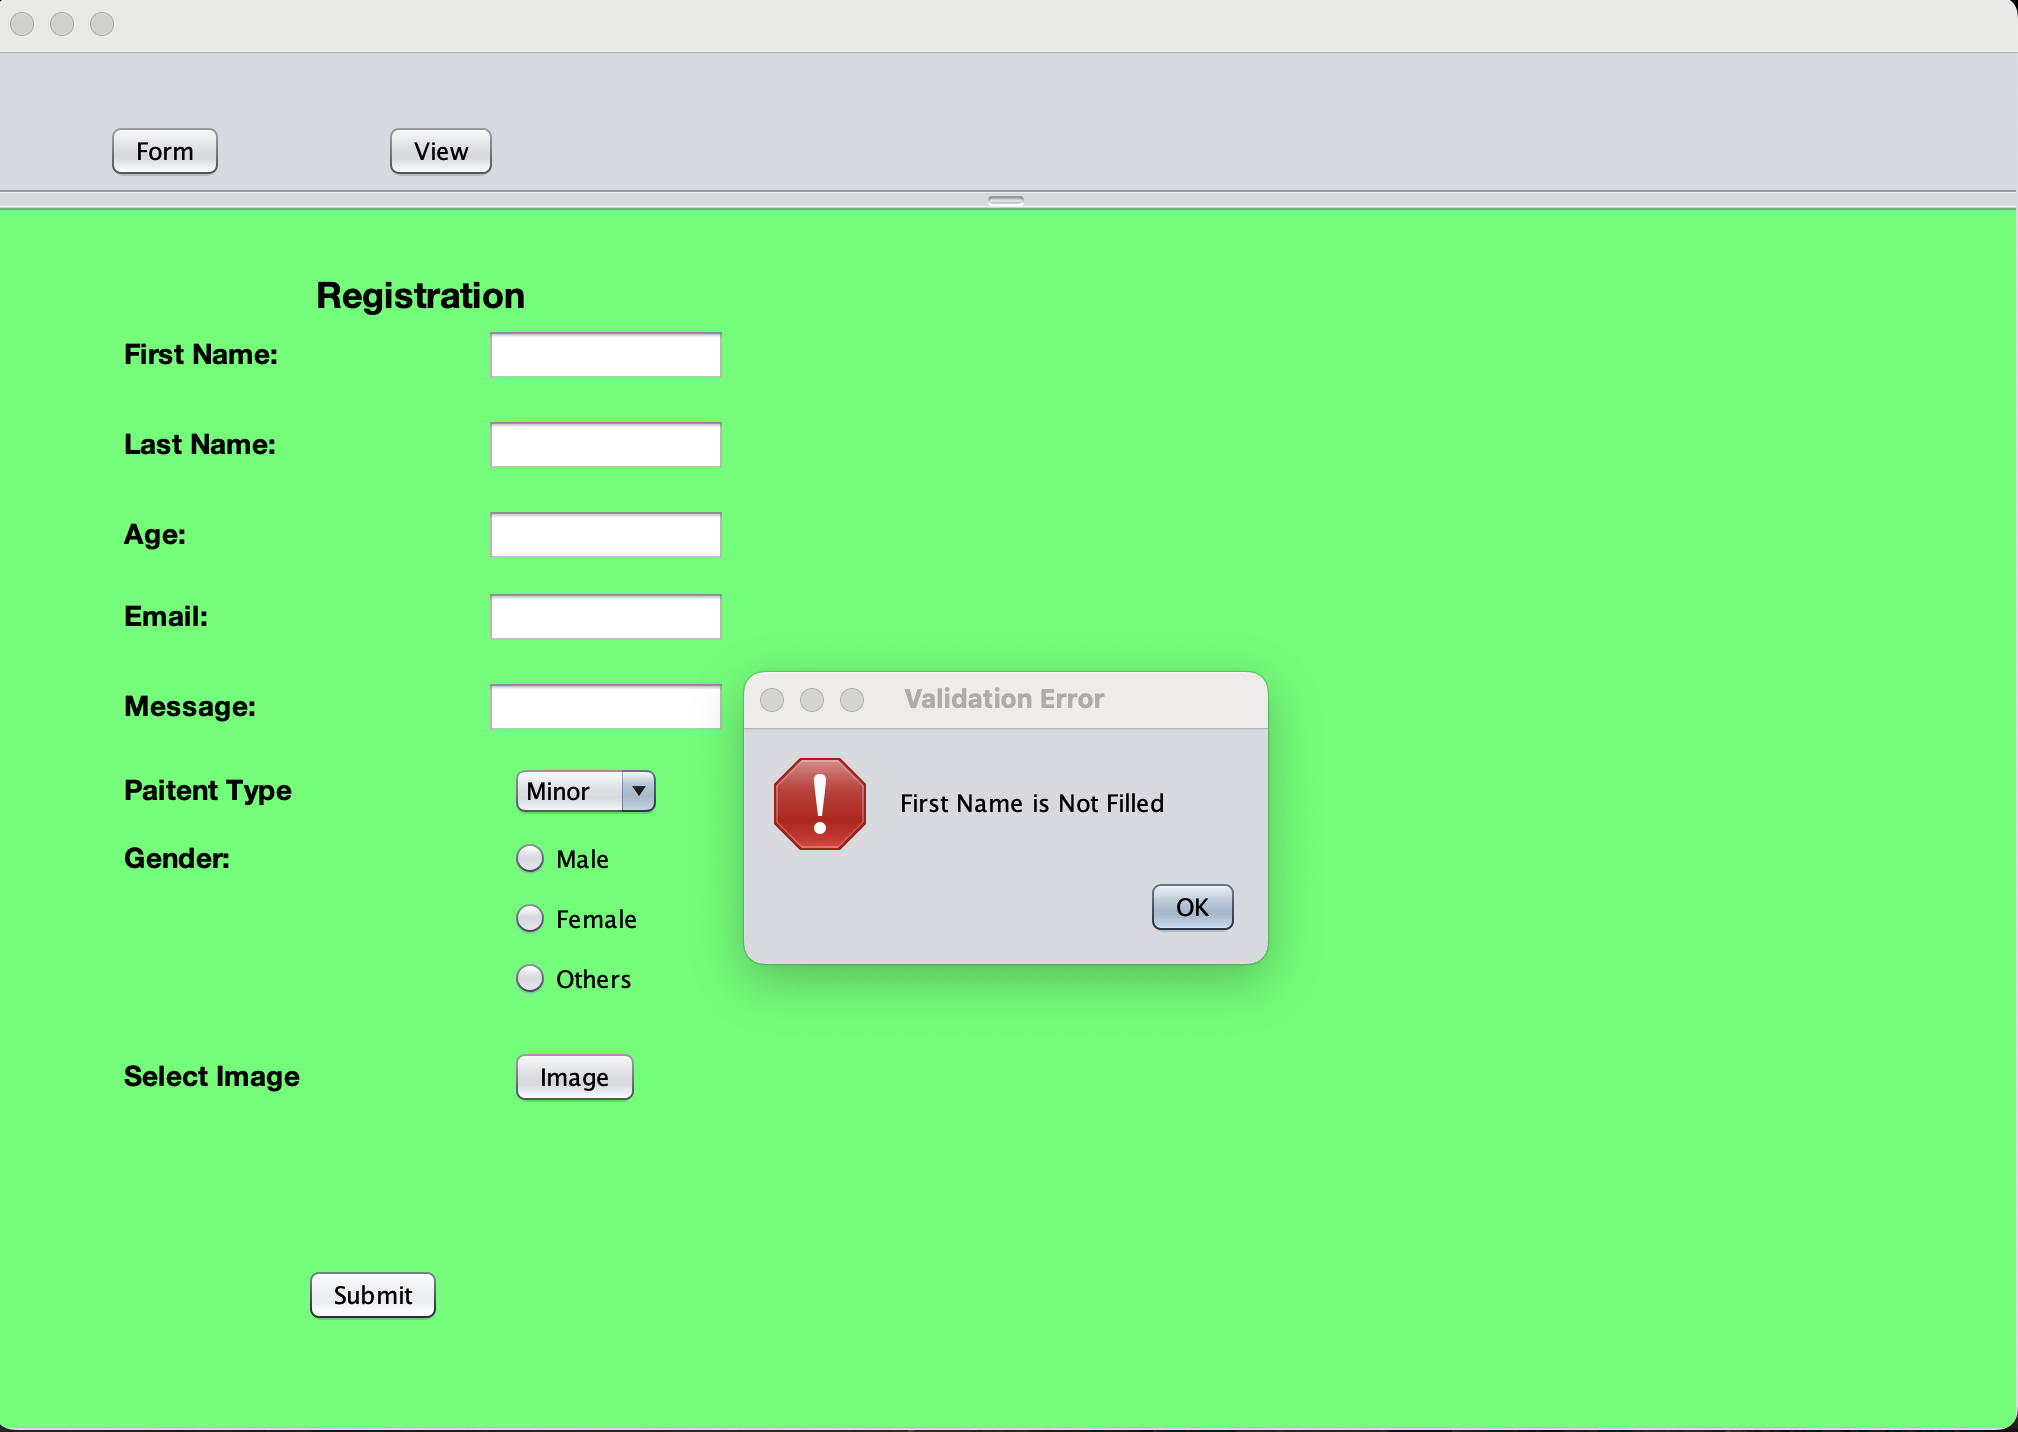 Form
View
Registration
First Name:
Last Name:
Age:
Email:
Message:
Validation Error
First Name is Not Filled
OK
Paitent Type
Minor
Gender:
Male
Female
Others
Select Image
Image
Submit